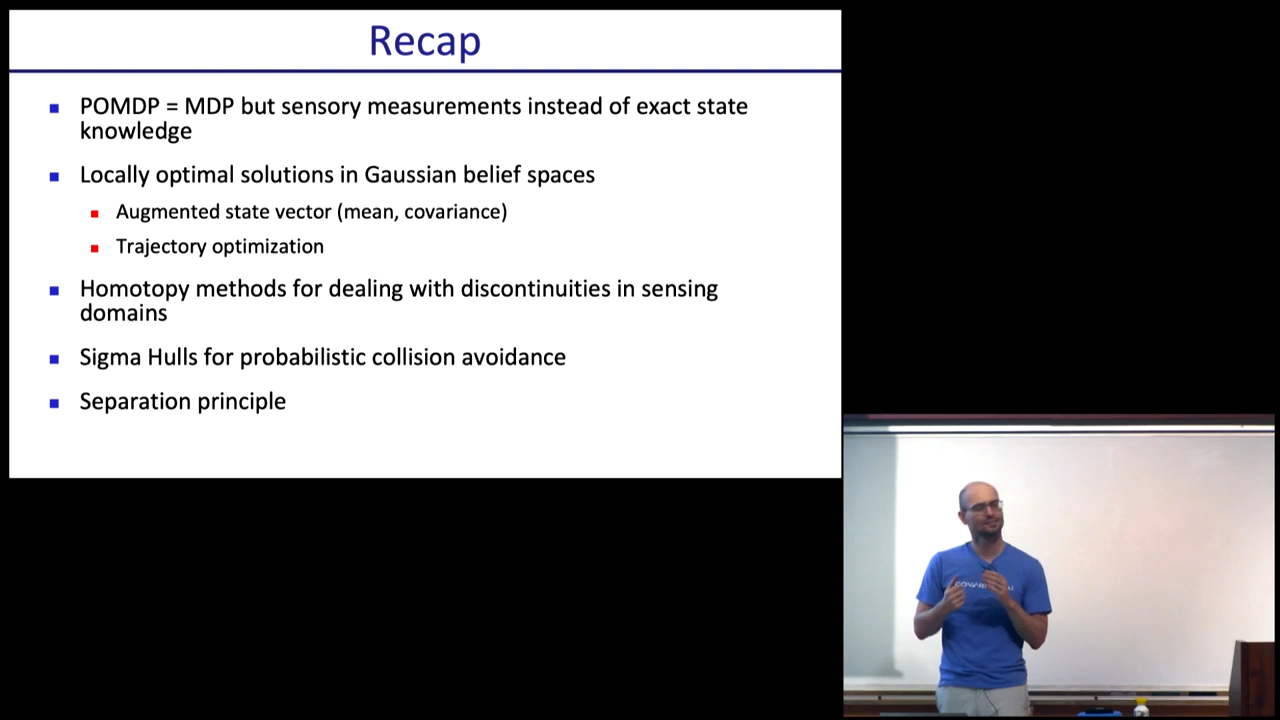 Recap
POMDP = MDP but sensory measurements instead of exact state
knowledge
Locally optimal solutions in Gaussian belief spaces
Augmented state vector (mean, covariance)
Trajectory optimization
Homotopy methods for dealing with discontinuities in sensing
domains
Sigma Hulls for probabilistic collision avoidance
Separation principle